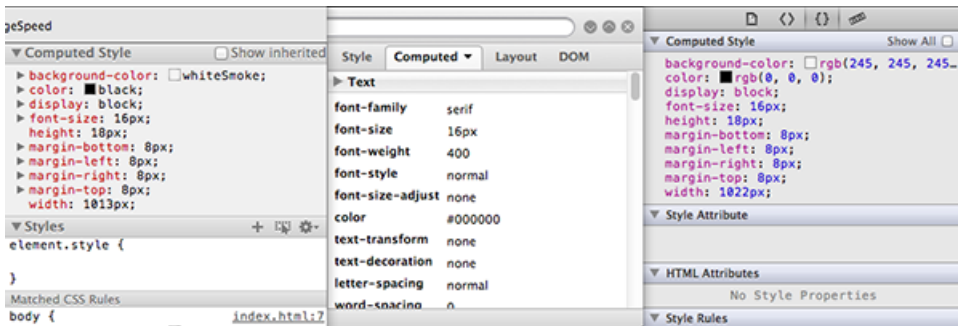 geSpeed
▼ Computed Style Show inherited
▶ background-color: whiteSmoke;
▶ color: black;
▶ display: block;
▶ font-size: 16px;
height: 18px;
▶ margin-bottom: 8px;
▶ margin-left: 8px;
▶ margin-right: 8px;
▶ margin-top: 8px;
width: 1013px;
▼ Styles
element.style {
}
Matched CSS Rules
body { index.html:7
Style Computed ▼ Layout DOM
▶ Text
font-family serif
font-size 16px
font-weight 400
font-style normal
font-size-adjust none
color #000000
text-transform none
text-decoration none
letter-spacing normal
word-spacing 0
▼ Computed Style Show All
background-color: rgb(245, 245, 245…
color: rgb(0, 0, 0);
display: block;
font-size: 16px;
height: 18px;
margin-bottom: 8px;
margin-left: 8px;
margin-right: 8px;
margin-top: 8px;
width: 1022px;
▼ Style Attribute
▼ HTML Attributes
No Style Properties
▼ Style Rules